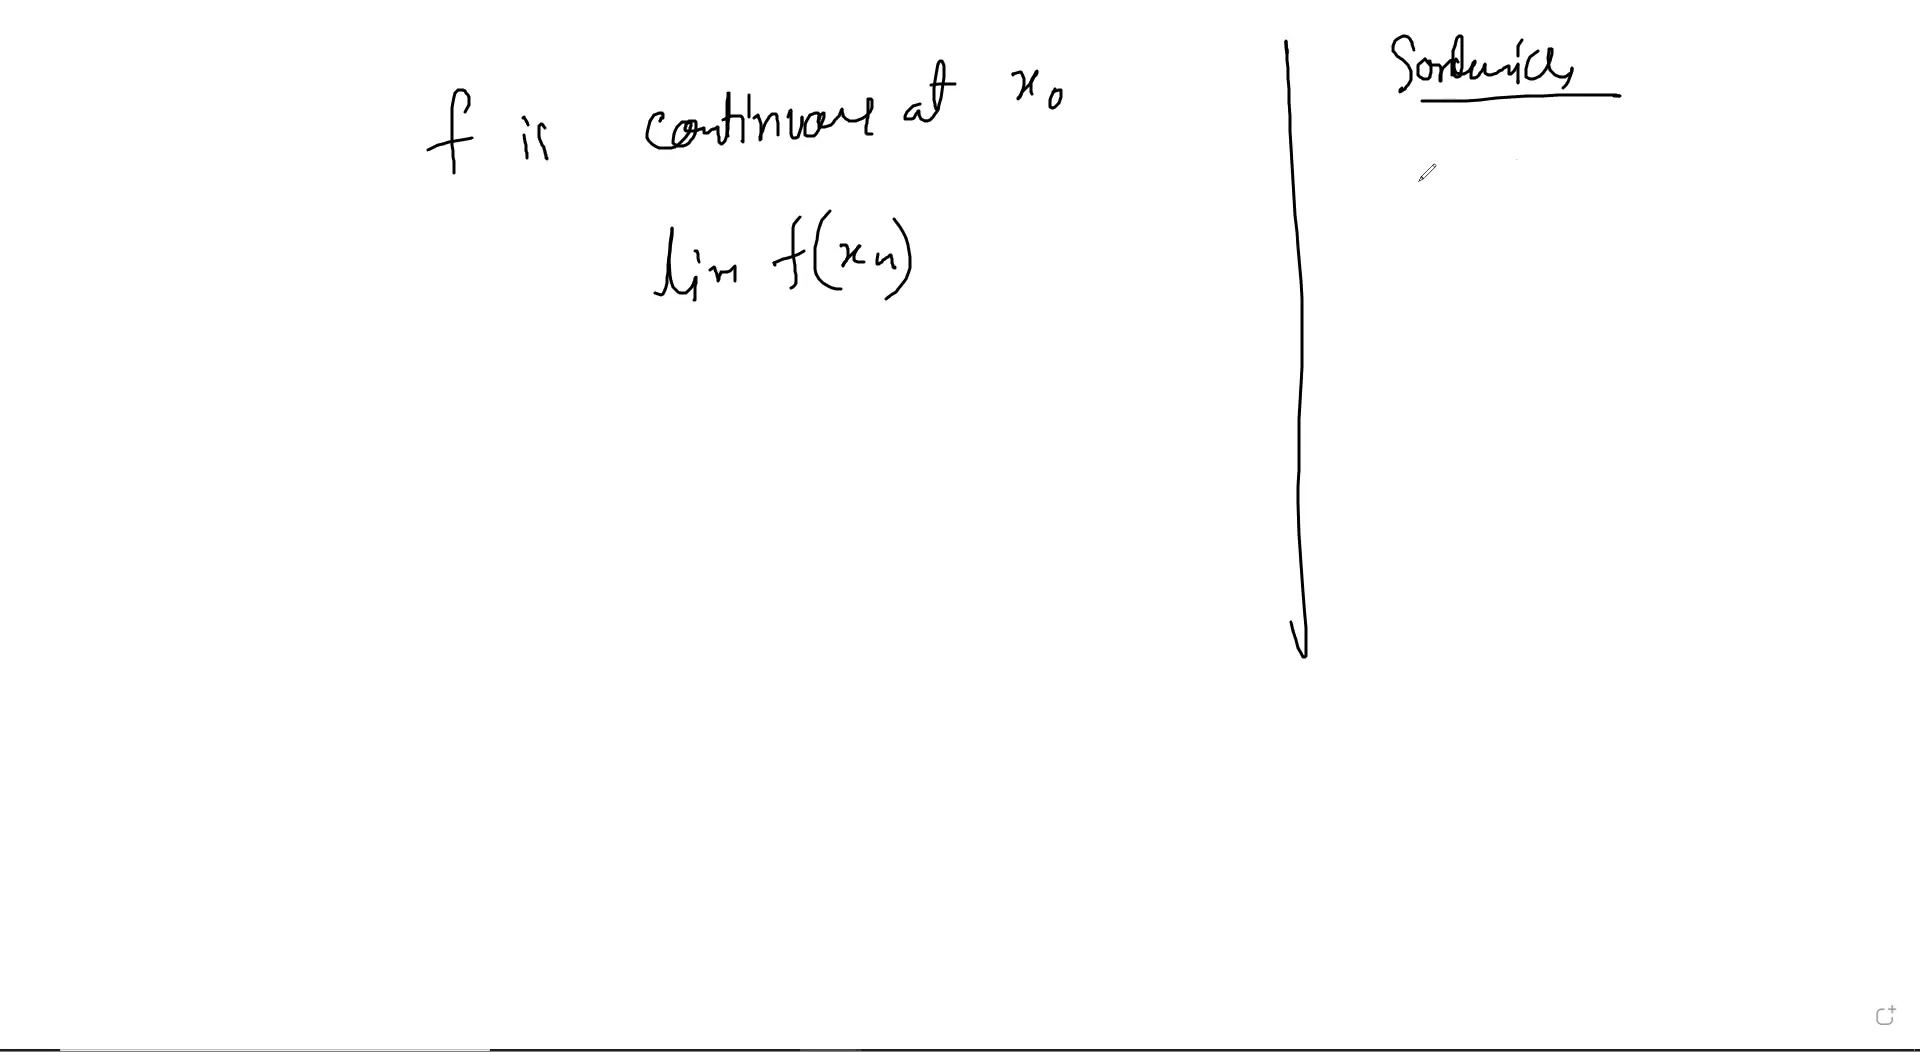 f is continuous at x₀
lim f(xₙ)
Sandwich